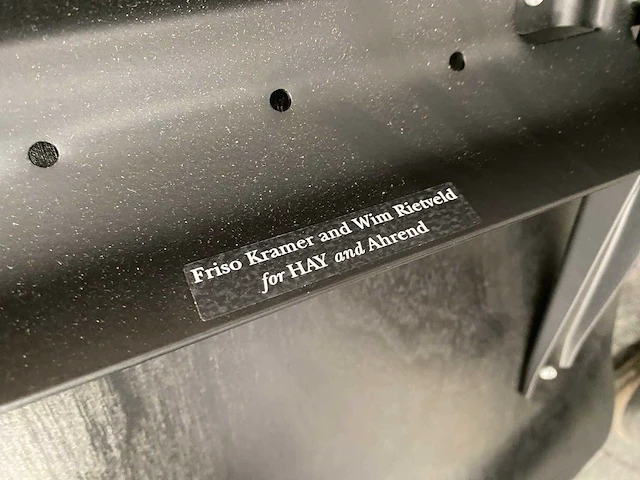 Friso Kramer and Wim Rietveld
for HAY and Ahrend